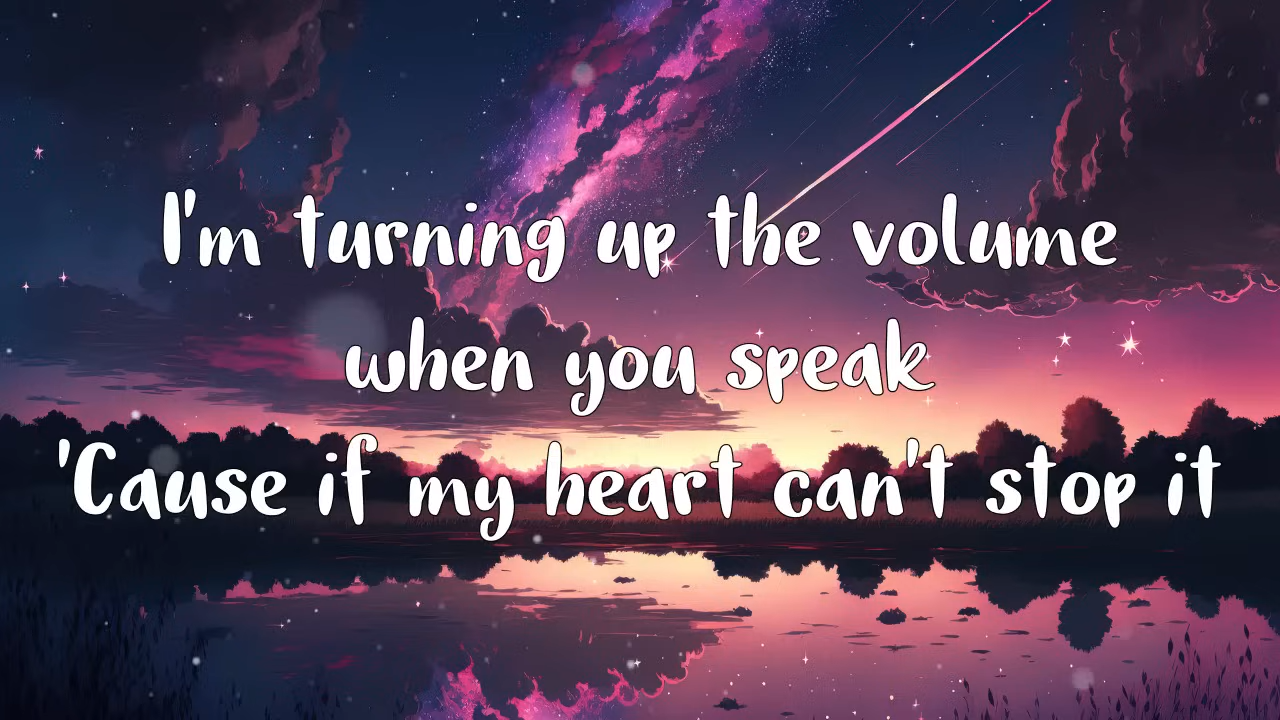 I'm turning up the volume
when you speak
'Cause if my heart can't stop it